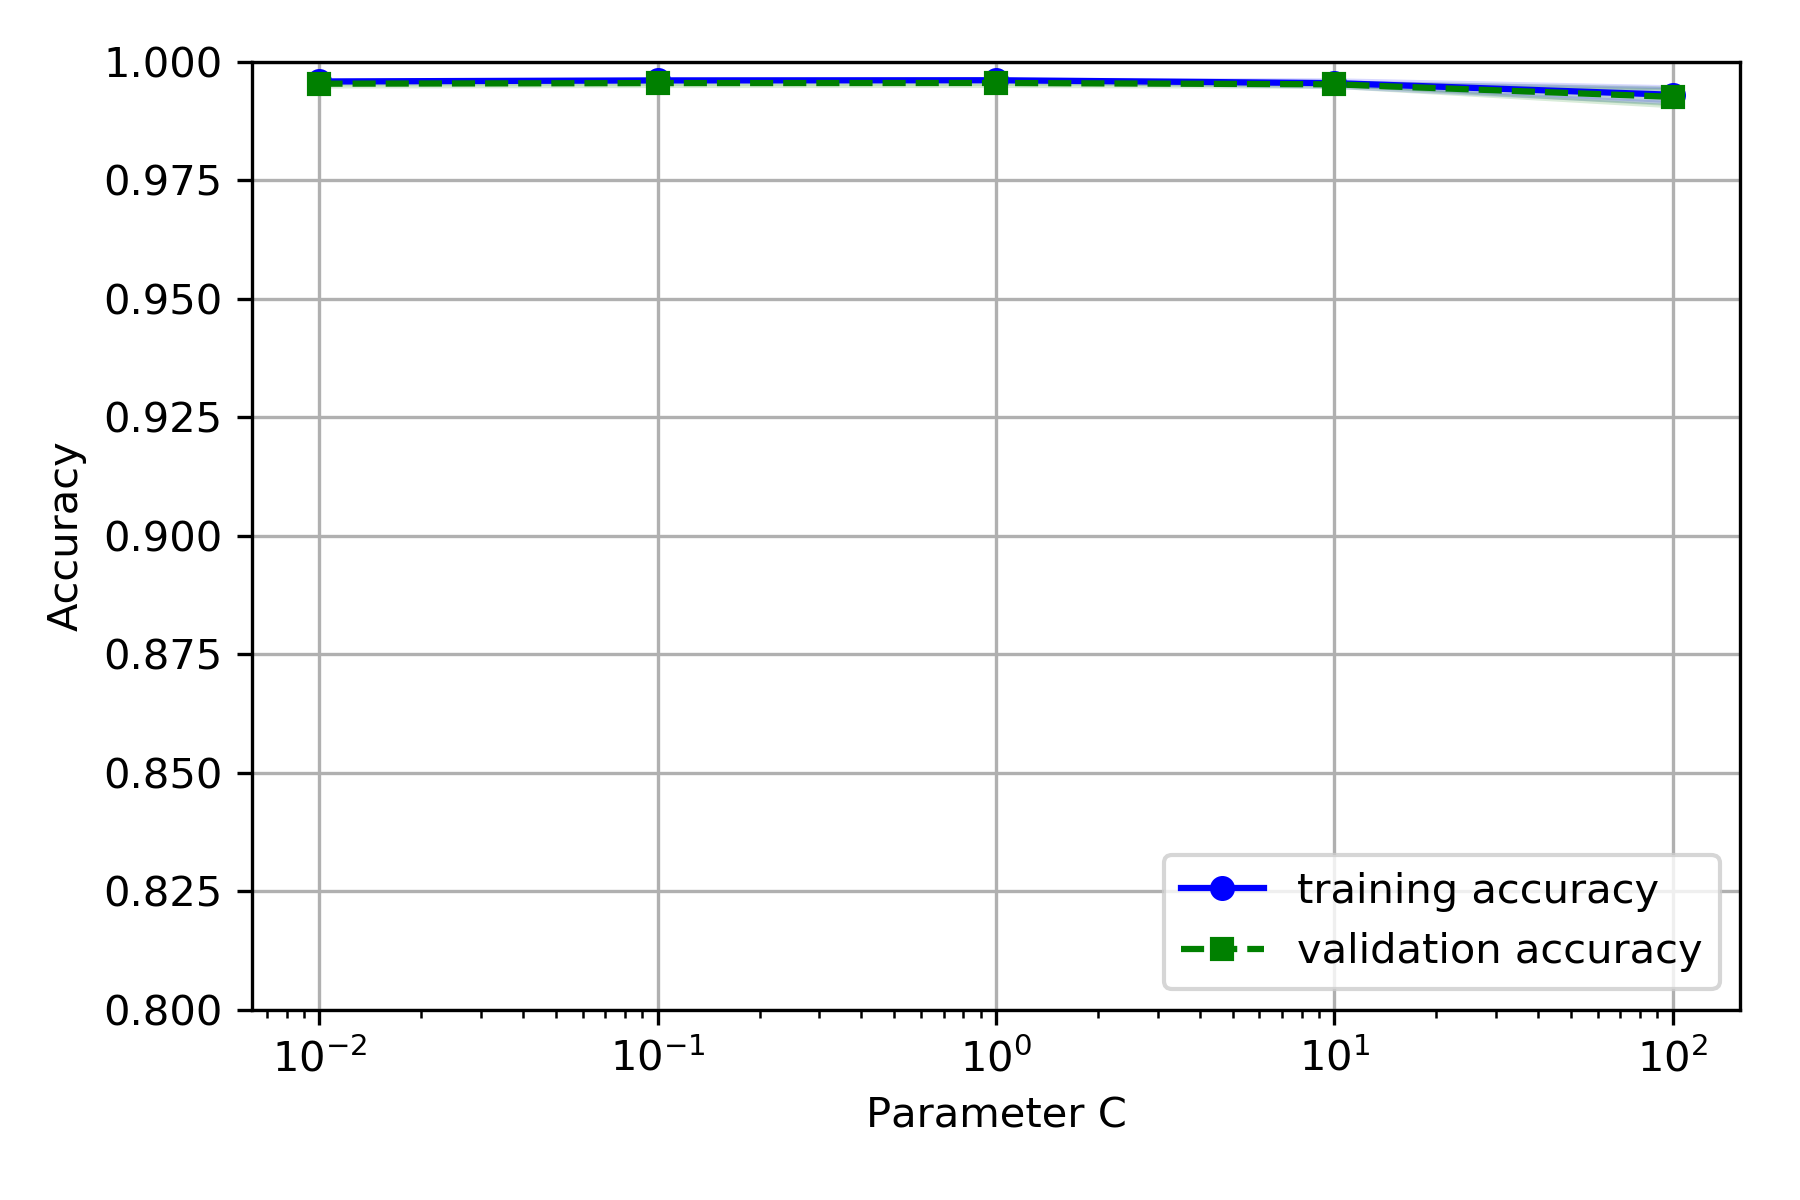 1.000
0.975
0.950
0.925
0.900
0.875
0.850
0.825
0.800
Accuracy
training accuracy
validation accuracy
10⁻² 10⁻¹ 10⁰ 10¹ 10²
Parameter C